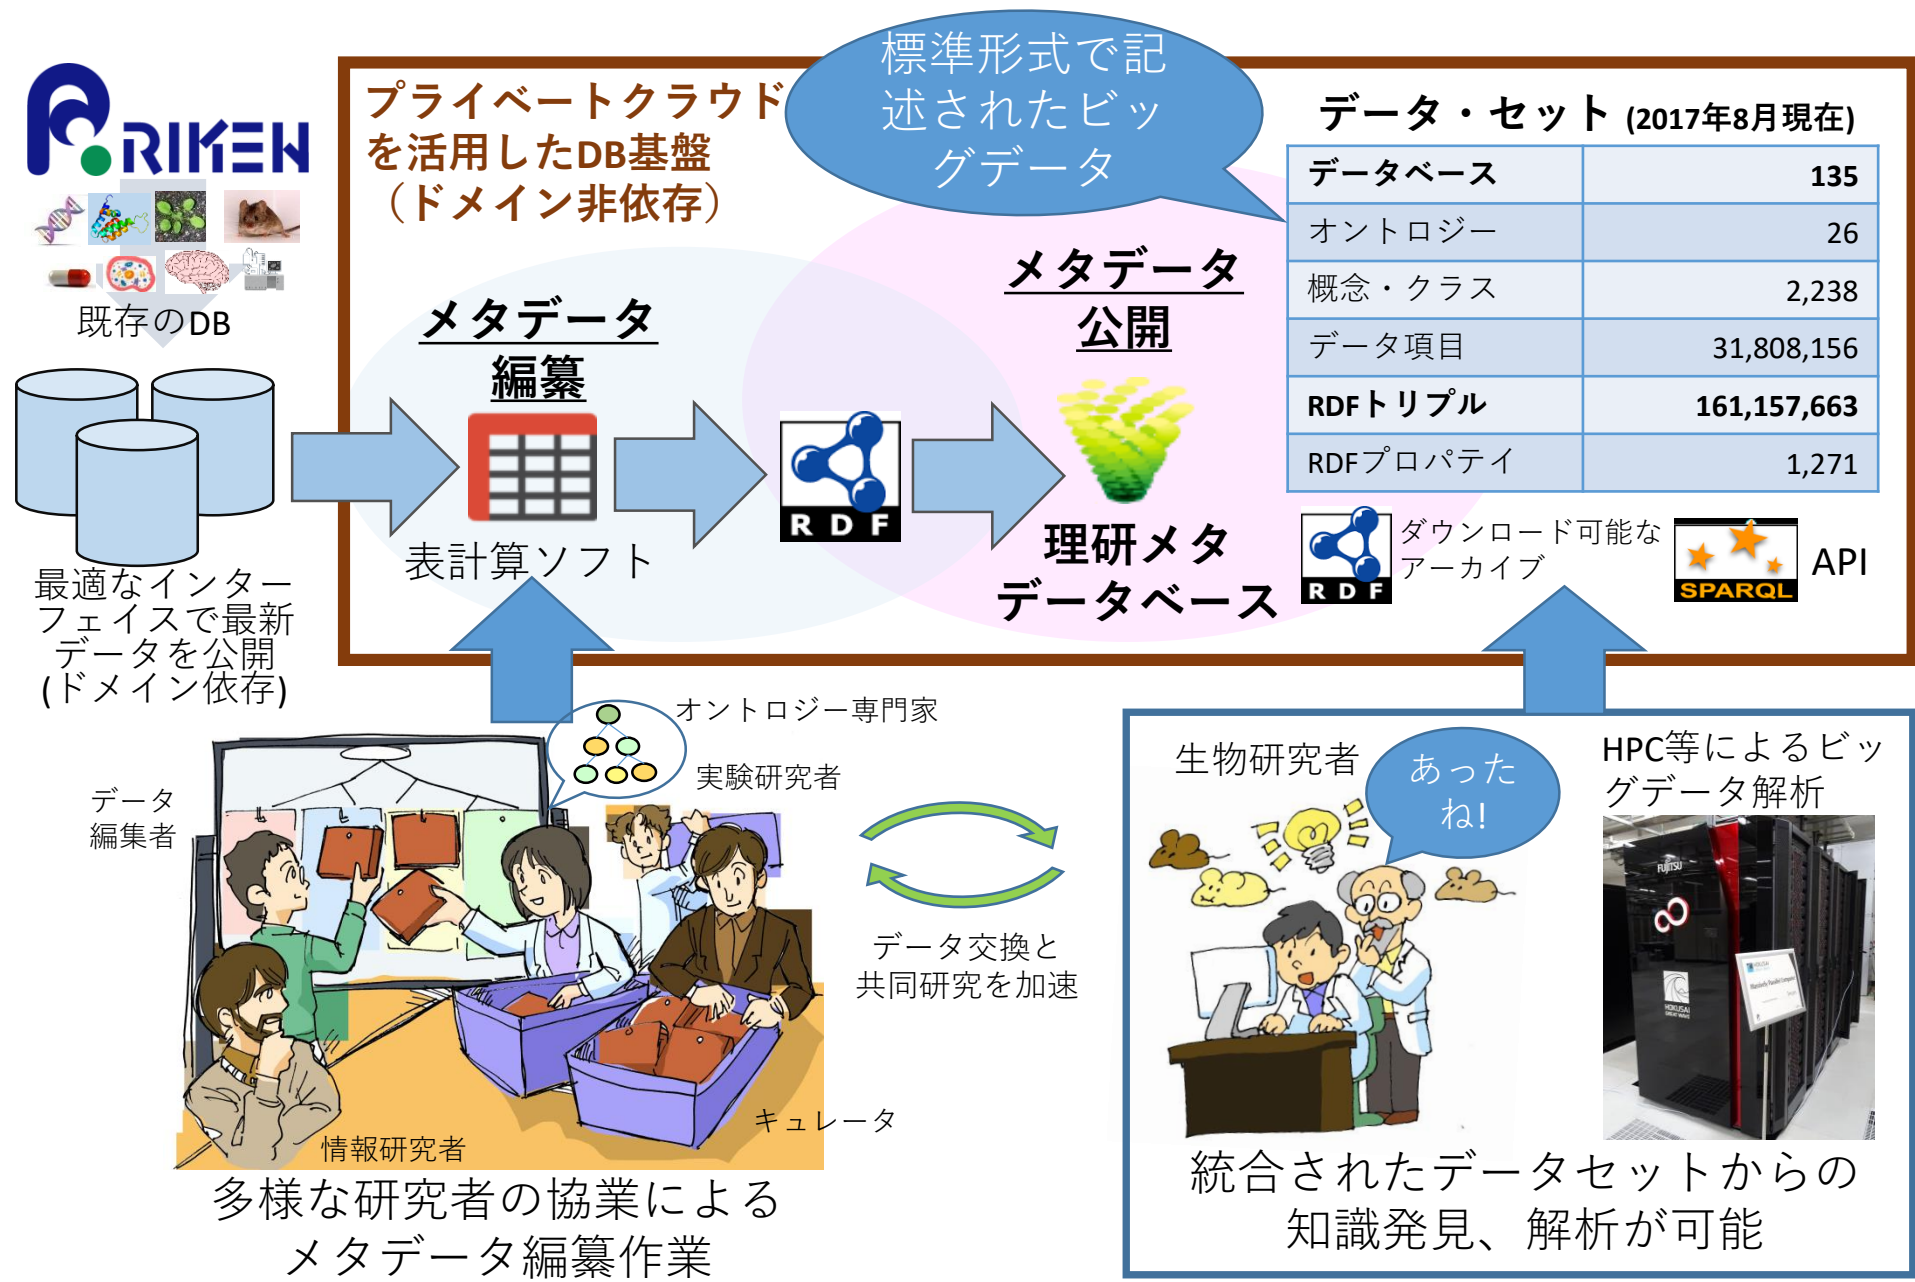 RIKEN
既存のDB
最適なインター
フェイスで最新
データを公開
(ドメイン依存)
プライベートクラウド
を活用したDB基盤
（ドメイン非依存）
標準形式で記
述されたビッ
グデータ
メタデータ
編纂
表計算ソフト
RDF
メタデータ
公開
理研メタ
データベース
データ・セット (2017年8月現在)
データベース 135
オントロジー 26
概念・クラス 2,238
データ項目 31,808,156
RDFトリプル 161,157,663
RDFプロパテイ 1,271
RDF
ダウンロード可能な
アーカイブ
SPARQL
API
オントロジー専門家
実験研究者
データ
編集者
情報研究者
キュレータ
多様な研究者の協業による
メタデータ編纂作業
データ交換と
共同研究を加速
生物研究者
あった
ね!
HPC等によるビッ
グデータ解析
FUJITSU
HOKUSAI
GREAT WAVE
統合されたデータセットからの
知識発見、解析が可能